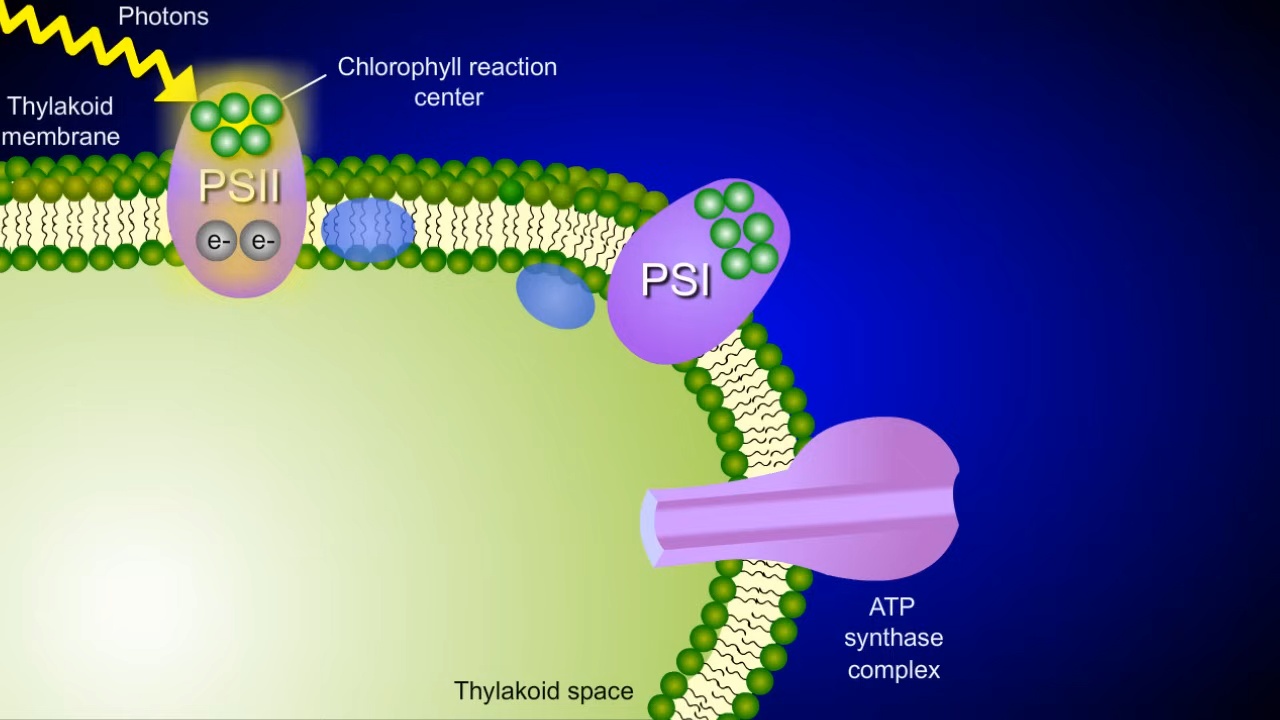 Photons
Chlorophyll reaction
center
Thylakoid
membrane
PSII
e- e-
PSI
ATP
synthase
complex
Thylakoid space